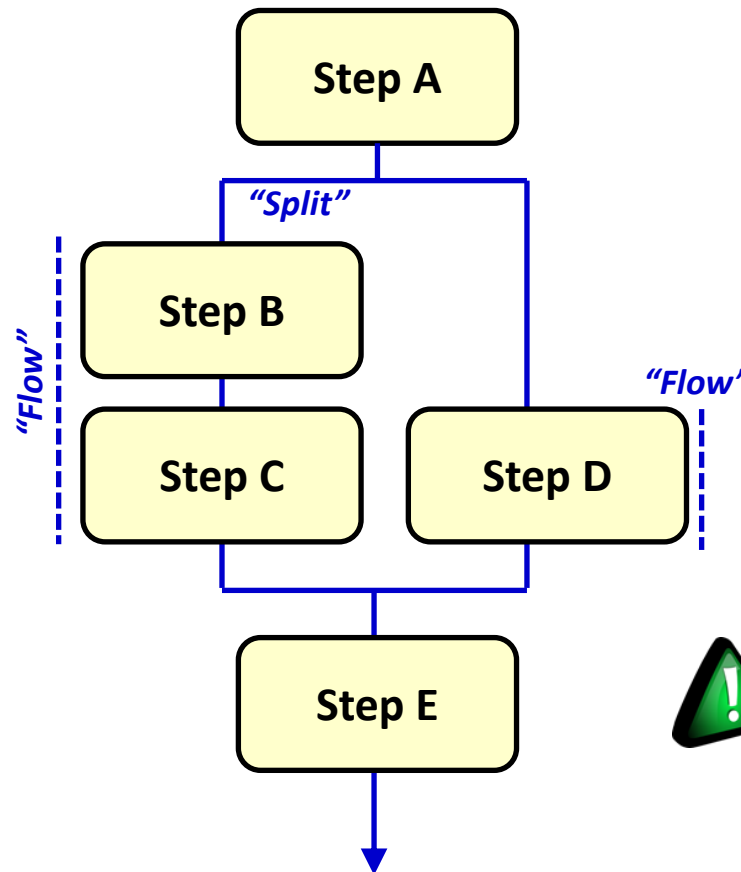 Step A
“Split”
Step B
“Flow”
“Flow”
Step C
Step D
Step E
!